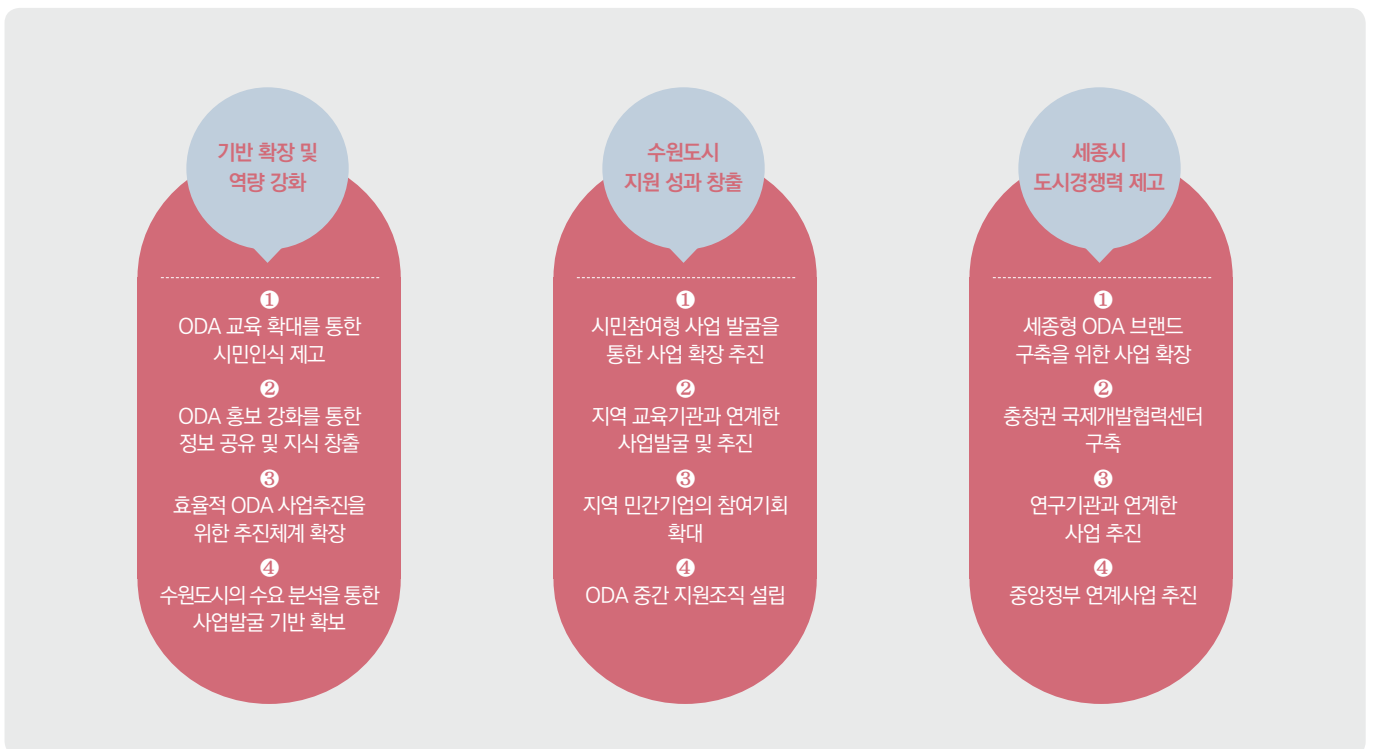 기반 확장 및
역량 강화
❶
ODA 교육 확대를 통한
시민인식 제고
❷
ODA 홍보 강화를 통한
정보 공유 및 지식 창출
❸
효율적 ODA 사업추진을
위한 추진체계 확장
❹
수원도시의 수요 분석을 통한
사업발굴 기반 확보
수원도시
지원 성과 창출
❶
시민참여형 사업 발굴을
통한 사업 확장 추진
❷
지역 교육기관과 연계한
사업발굴 및 추진
❸
지역 민간기업의 참여기회
확대
❹
ODA 중간 지원조직 설립
세종시
도시경쟁력 제고
❶
세종형 ODA 브랜드
구축을 위한 사업 확장
❷
충청권 국제개발협력센터
구축
❸
연구기관과 연계한
사업 추진
❹
중앙정부 연계사업 추진